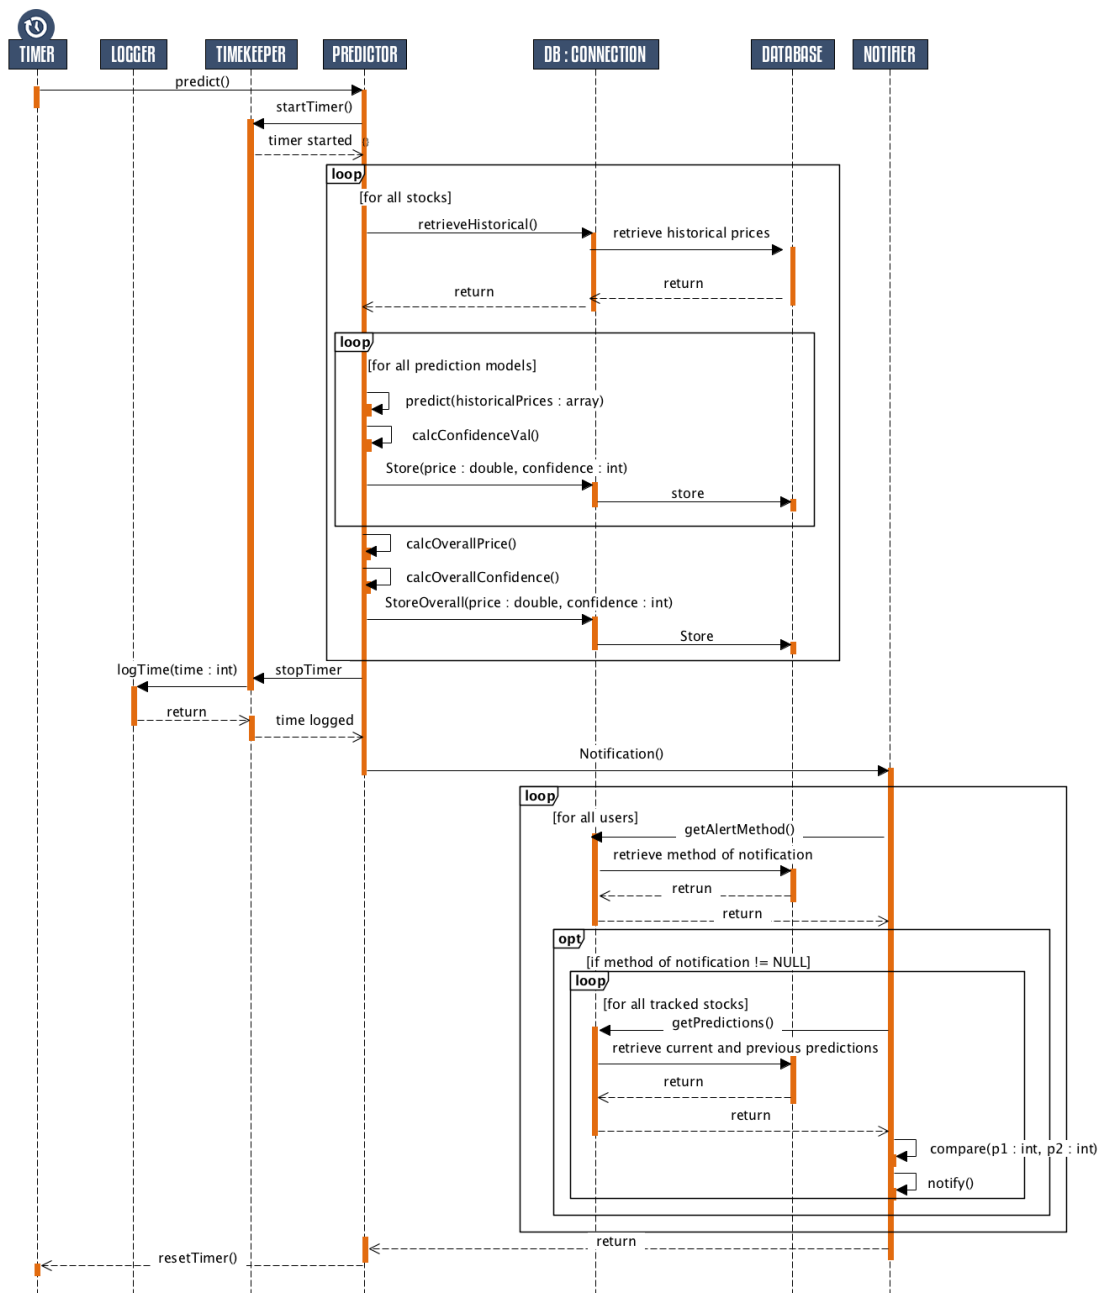 TIMER
LOGGER
TIMEKEEPER
PREDICTOR
DB : CONNECTION
DATABASE
NOTIFIER
predict()
startTimer()
timer started
loop
[for all stocks]
retrieveHistorical()
retrieve historical prices
return
return
loop
[for all prediction models]
predict(historicalPrices : array)
calcConfidenceVal()
Store(price : double, confidence : int)
store
calcOverallPrice()
calcOverallConfidence()
StoreOverall(price : double, confidence : int)
Store
logTime(time : int)
stopTimer
return
time logged
Notification()
loop
[for all users]
getAlertMethod()
retrieve method of notification
retrun
return
opt
[if method of notification != NULL]
loop
[for all tracked stocks]
getPredictions()
retrieve current and previous predictions
return
return
compare(p1 : int, p2 : int)
notify()
return
resetTimer()